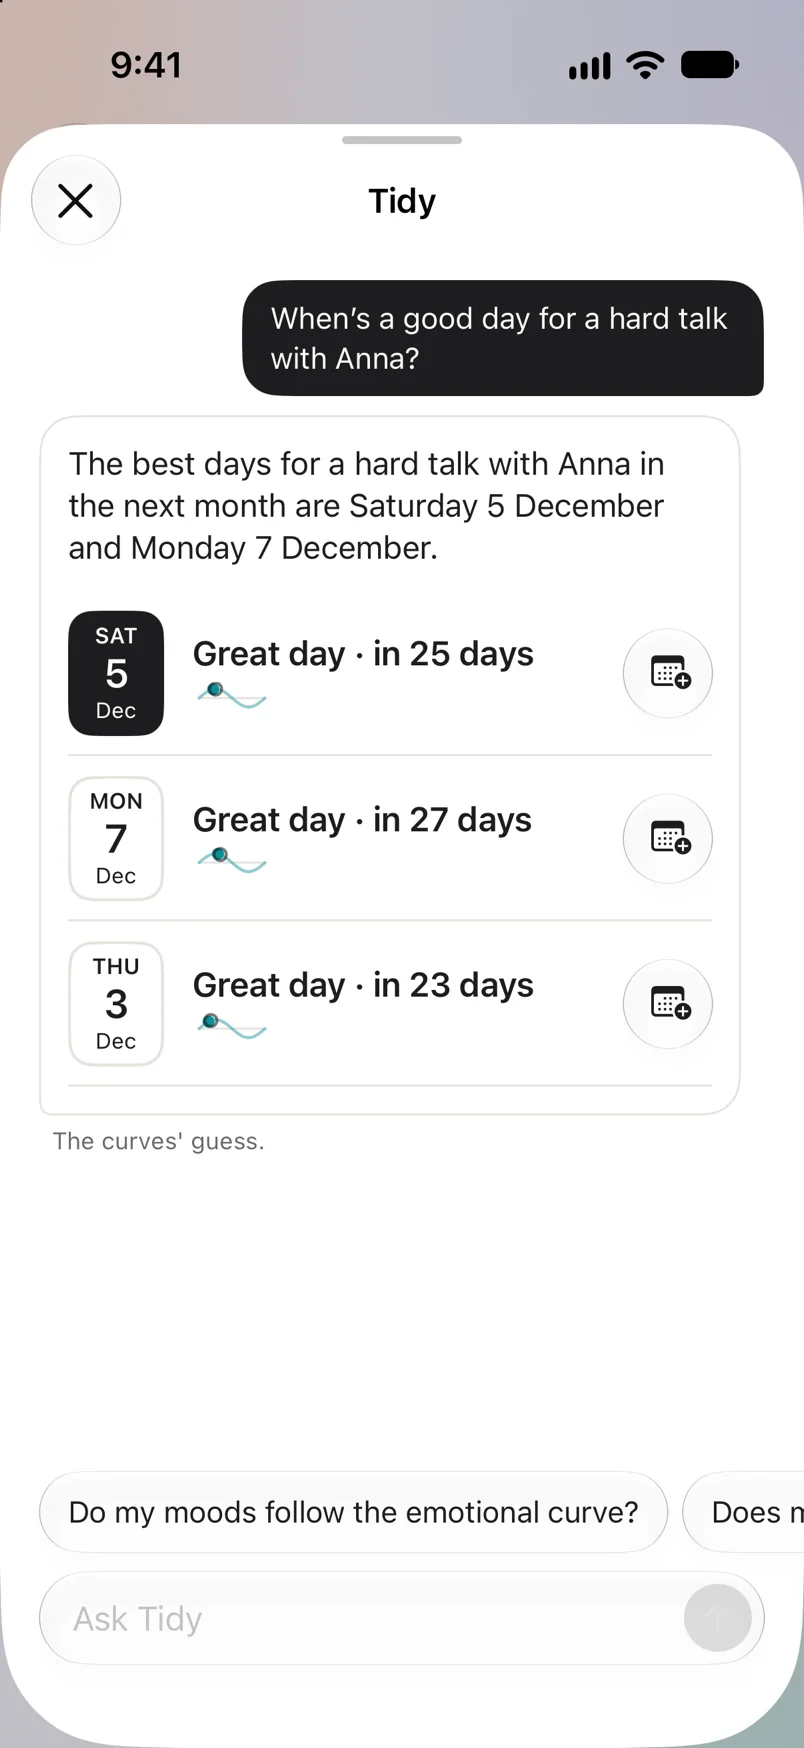 9:41
Tidy
When’s a good day for a hard talk
with Anna?
The best days for a hard talk with Anna in
the next month are Saturday 5 December
and Monday 7 December.
SAT
5
Dec
Great day · in 25 days
MON
7
Dec
Great day · in 27 days
THU
3
Dec
Great day · in 23 days
The curves' guess.
Do my moods follow the emotional curve?
Does
Ask Tidy